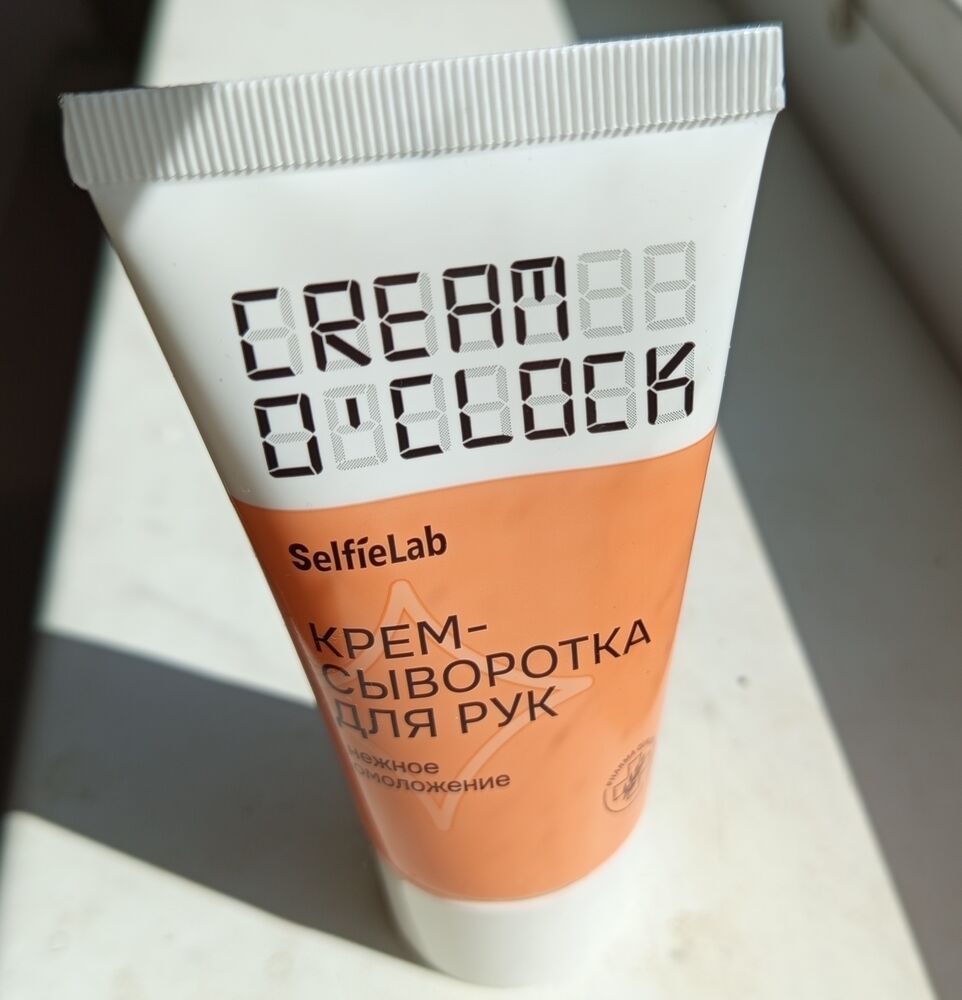 CREAM
O'CLOCK
SelfieLab
КРЕМ-
СЫВОРОТКА
ДЛЯ РУК
нежное
омоложение